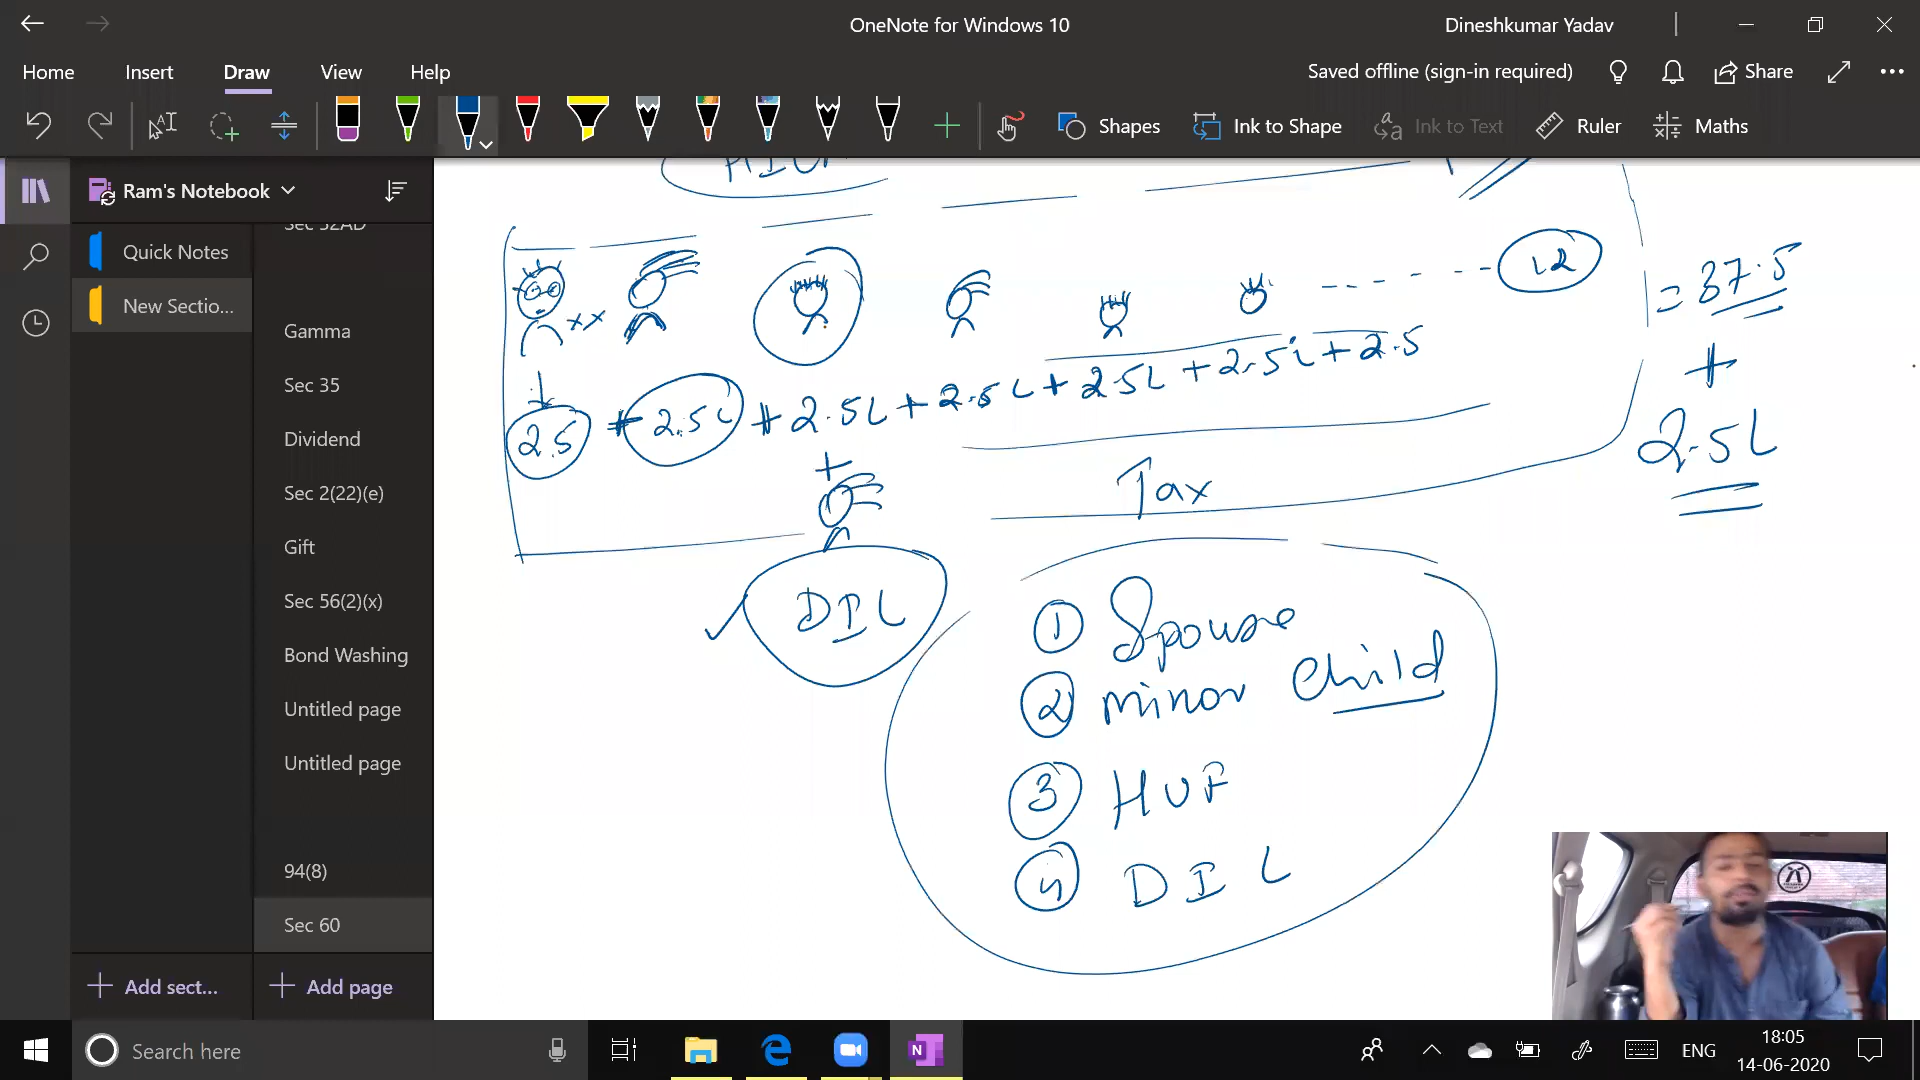 OneNote for Windows 10
Dineshkumar Yadav
Home Insert Draw View Help
Saved offline (sign-in required)
Share
Shapes
Ink to Shape
Ink to Text
Ruler
Maths
Ram's Notebook
Quick Notes
New Sectio...
Sec 52AD
Gamma
Sec 35
Dividend
Sec 2(22)(e)
Gift
Sec 56(2)(x)
Bond Washing
Untitled page
Untitled page
94(8)
Sec 60
Add sect...
Add page
xx
12
= 37.5
+
2.5L
2.5 + 2.5L + 2.5L + 2.5L + 2.5L + 2.5L + 2.5
+
Tax
DIL
① Spouse
② minor child
③ HUF
④ DIL
Search here
ENG
18:05
14-06-2020